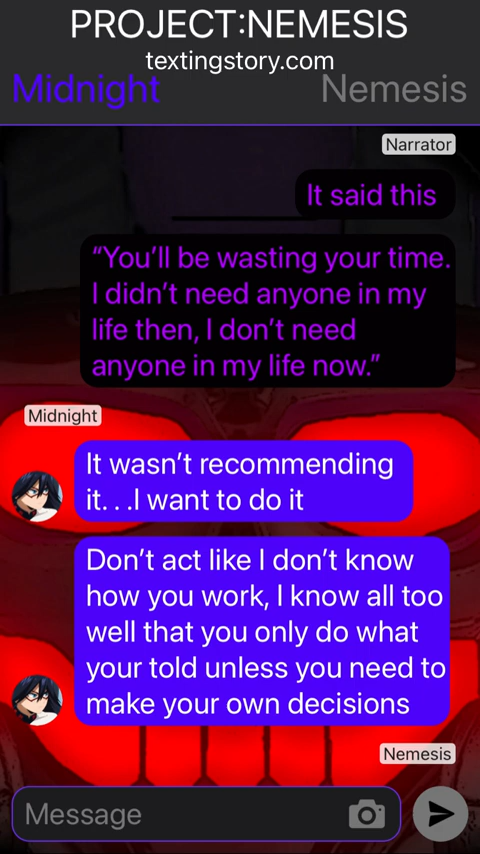 PROJECT:NEMESIS
textingstory.com
Midnight
Nemesis
Narrator
It said this
“You’ll be wasting your time.
I didn’t need anyone in my
life then, I don’t need
anyone in my life now.”
Midnight
It wasn’t recommending
it. . .I want to do it
Don’t act like I don’t know
how you work, I know all too
well that you only do what
your told unless you need to
make your own decisions
Nemesis
Message